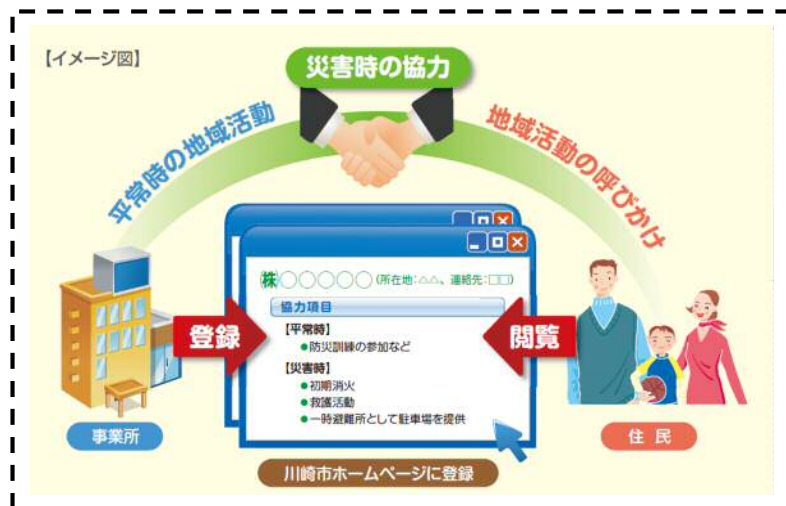 【イメージ図】
災害時の協力
平常時の地域活動
地域活動の呼びかけ
㈱○○○○○(所在地:△△、連絡先:□□)
協力項目
【平常時】
●防災訓練の参加など
【災害時】
●初期消火
●救護活動
●一時避難所として駐車場を提供
登録
閲覧
事業所
住民
川崎市ホームページに登録